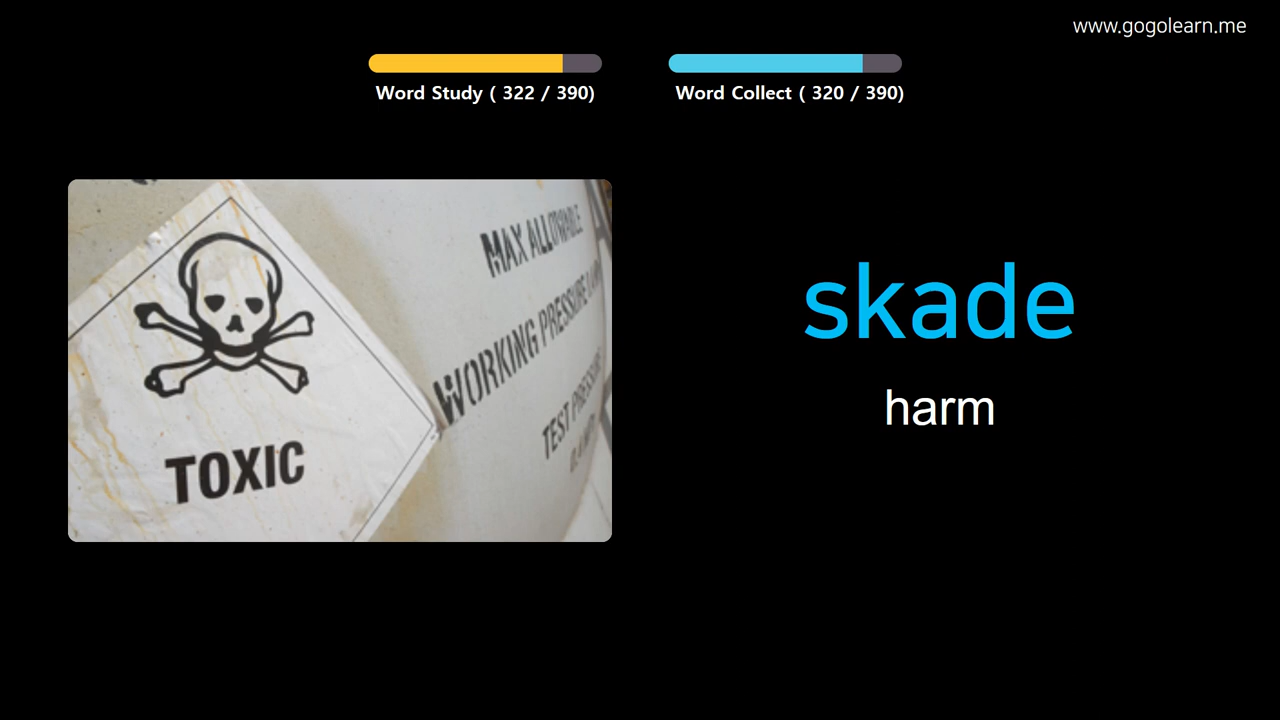 www.gogolearn.me
Word Study ( 322 / 390)
Word Collect ( 320 / 390)
MAX ALLOWABLE
WORKING PRESSURE
TEST PRESSURE
TOXIC
skade
harm